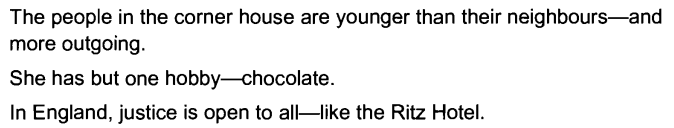 The people in the corner house are younger than their neighbours—and
more outgoing.
She has but one hobby—chocolate.
In England, justice is open to all—like the Ritz Hotel.